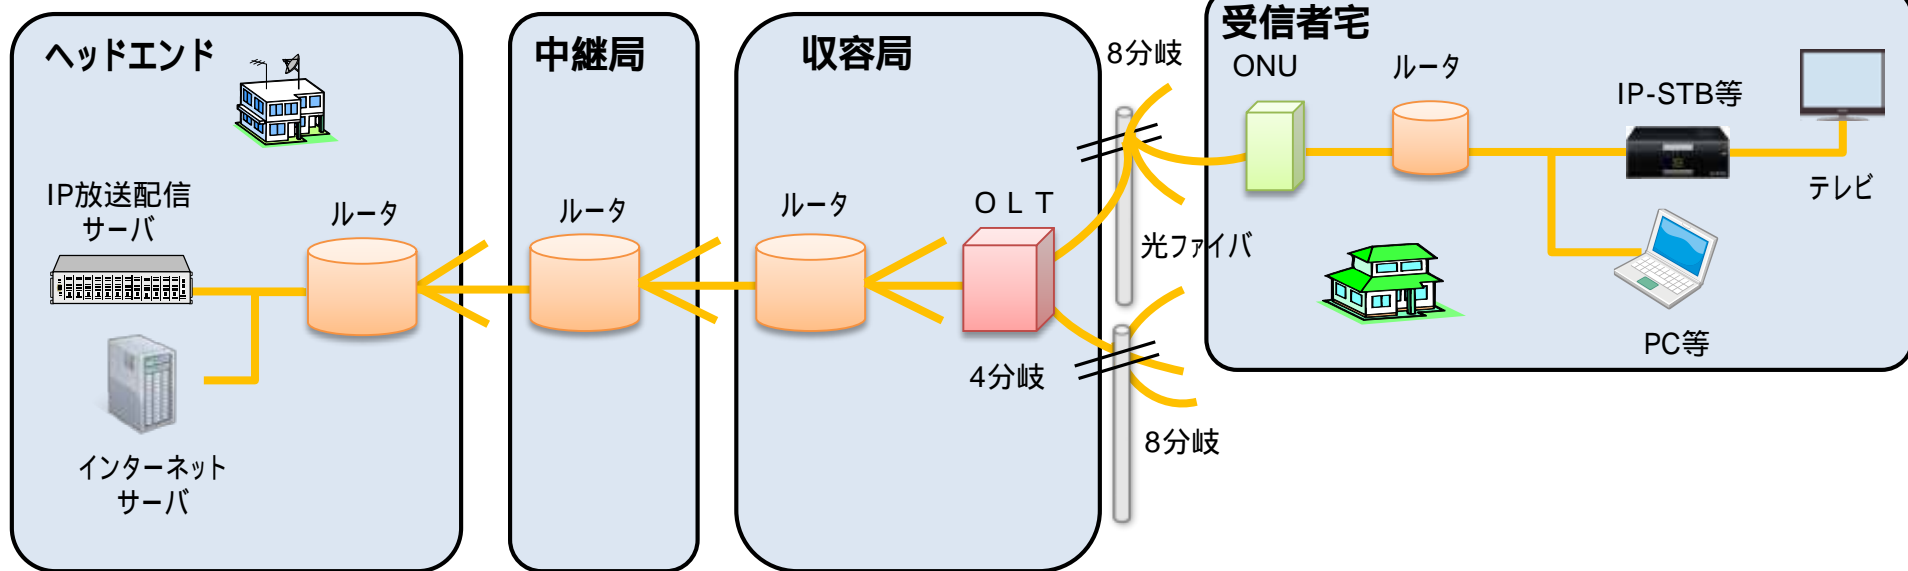 ヘッドエンド
IP放送配信
サーバ
ルータ
インターネット
サーバ
中継局
ルータ
収容局
ルータ
ＯＬＴ
4分岐
8分岐
光ファイバ
8分岐
受信者宅
ONU
ルータ
IP-STB等
テレビ
PC等